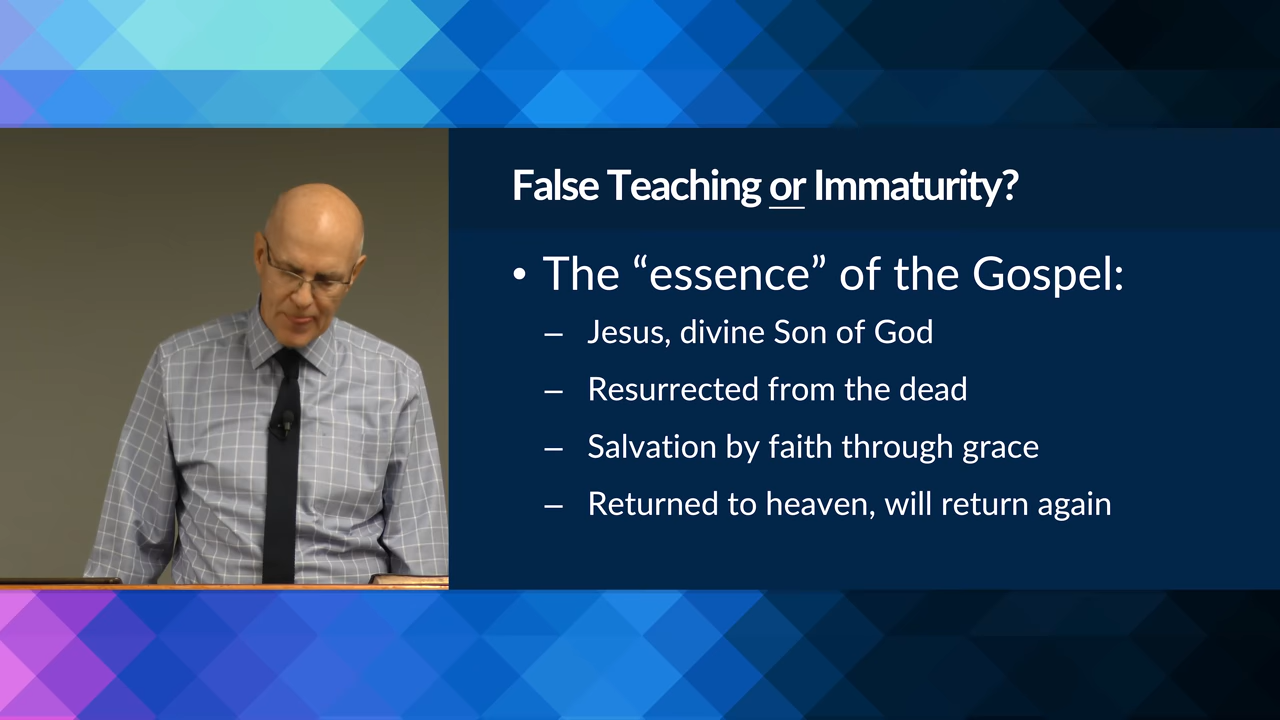 False Teaching or Immaturity?
• The “essence” of the Gospel:
– Jesus, divine Son of God
– Resurrected from the dead
– Salvation by faith through grace
– Returned to heaven, will return again